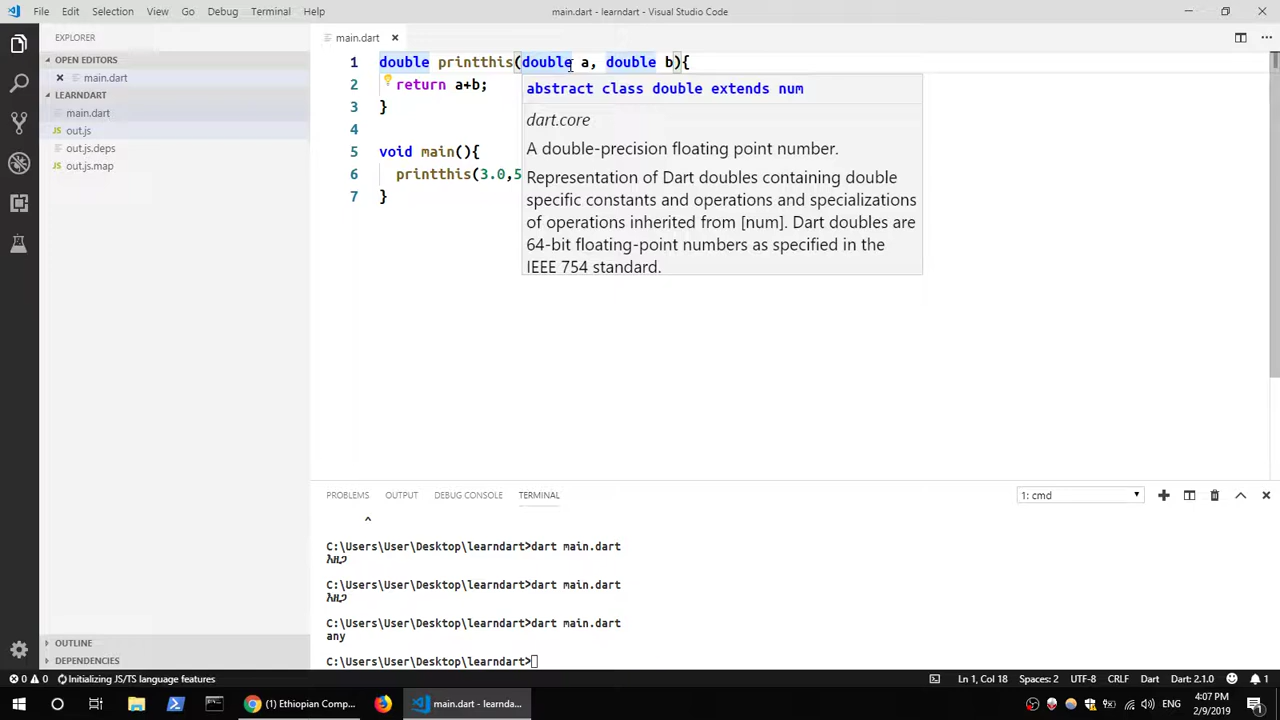 File Edit Selection View Go Debug Terminal Help
main.dart - learndart - Visual Studio Code
EXPLORER
OPEN EDITORS
main.dart
LEARNDART
main.dart
out.js
out.js.deps
out.js.map
OUTLINE
DEPENDENCIES
main.dart
1 double printthis(double a, double b){
2 return a+b;
3 }
4
5 void main(){
6 printthis(3.0,5
7 }
abstract class double extends num
dart.core
A double-precision floating point number.
Representation of Dart doubles containing double
specific constants and operations and specializations
of operations inherited from [num]. Dart doubles are
64-bit floating-point numbers as specified in the
IEEE 754 standard.
PROBLEMS OUTPUT DEBUG CONSOLE TERMINAL
1: cmd
^
C:\Users\User\Desktop\learndart>dart main.dart
እዚጋ
C:\Users\User\Desktop\learndart>dart main.dart
እዚጋ
C:\Users\User\Desktop\learndart>dart main.dart
any
C:\Users\User\Desktop\learndart>
0 0 Initializing JS/TS language features
Ln 1, Col 18 Spaces: 2 UTF-8 CRLF Dart Dart: 2.1.0 1
(1) Ethiopian Comp...
main.dart - learnda...
ENG
4:07 PM
2/9/2019